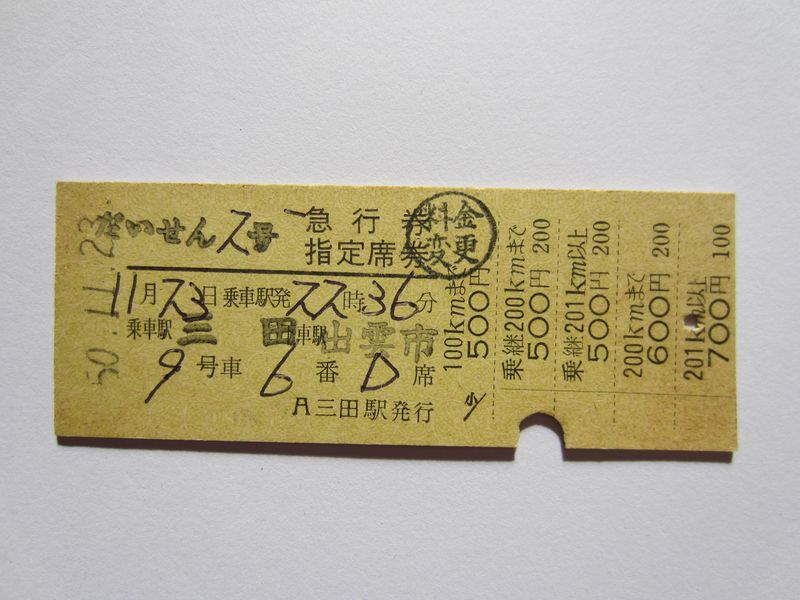 50.11.23
だいせん2号
急行券
指定席券
料金変更
11月23日乗車駅発22時36分
乗車駅 三田 車駅 出雲市
9号車6番D席
A三田駅発行
100kmまで
500円
乗継200kmまで
500円 200
乗継201km以上
500円 200
200kmまで
600円 200
201km以上
700円 100